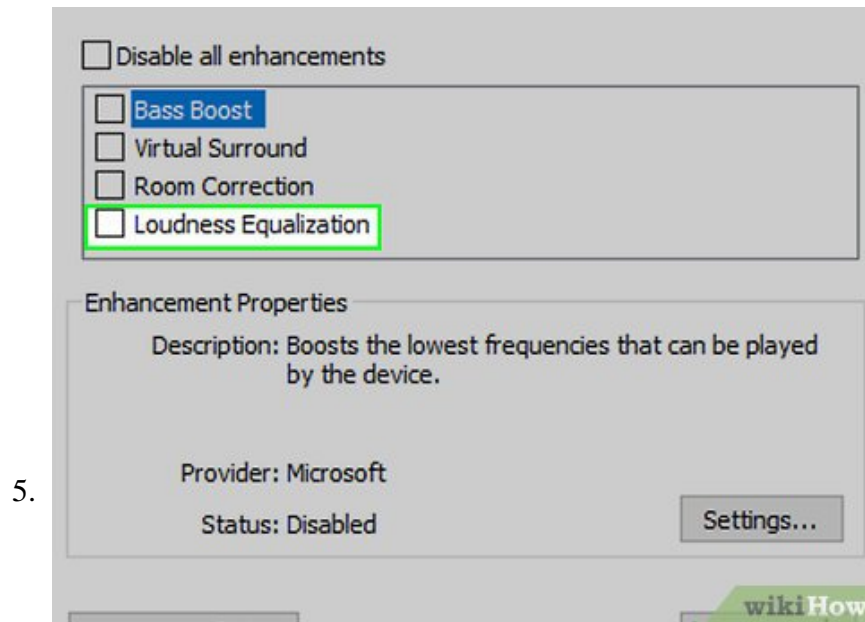 Disable all enhancements
Bass Boost
Virtual Surround
Room Correction
Loudness Equalization
Enhancement Properties
Description: Boosts the lowest frequencies that can be played
by the device.
Provider: Microsoft
5.
Status: Disabled
Settings...
wikiHow